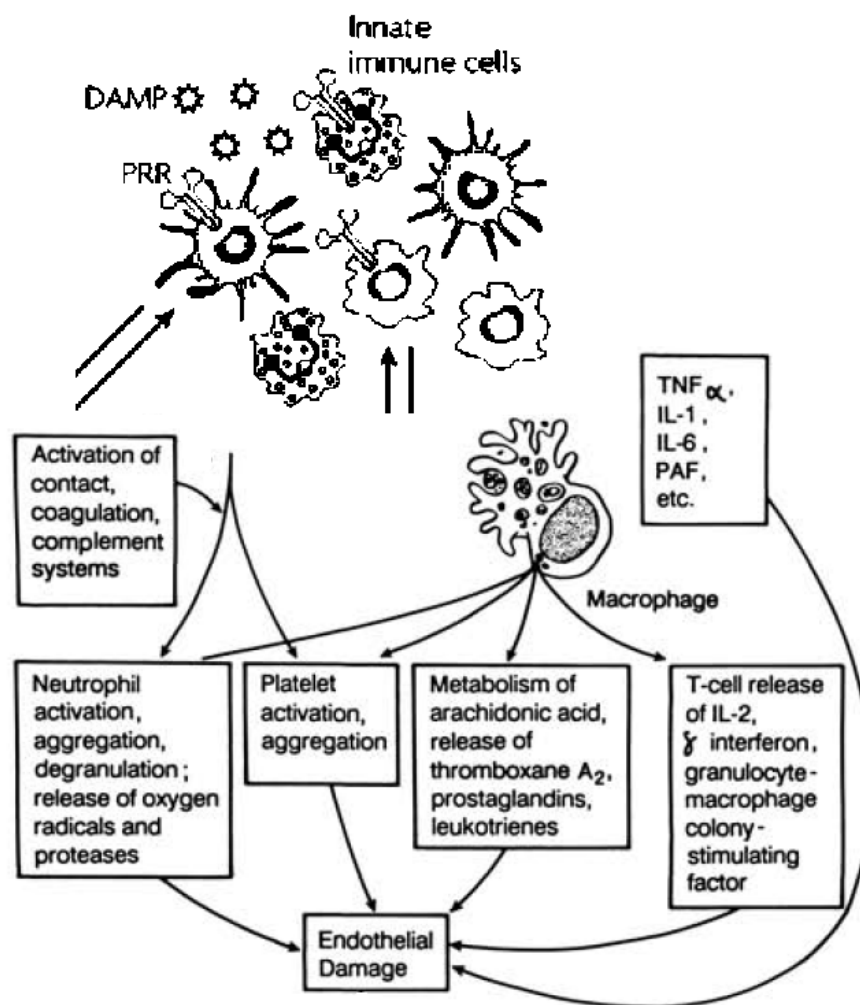 Innate
immune cells
DAMP
PRR
TNF α,
IL-1,
IL-6,
PAF,
etc.
Activation of
contact,
coagulation,
complement
systems
Macrophage
Neutrophil
activation,
aggregation,
degranulation;
release of oxygen
radicals and
proteases
Platelet
activation,
aggregation
Metabolism of
arachidonic acid,
release of
thromboxane A₂,
prostaglandins,
leukotrienes
T-cell release
of IL-2,
γ interferon,
granulocyte-
macrophage
colony-
stimulating
factor
Endothelial
Damage